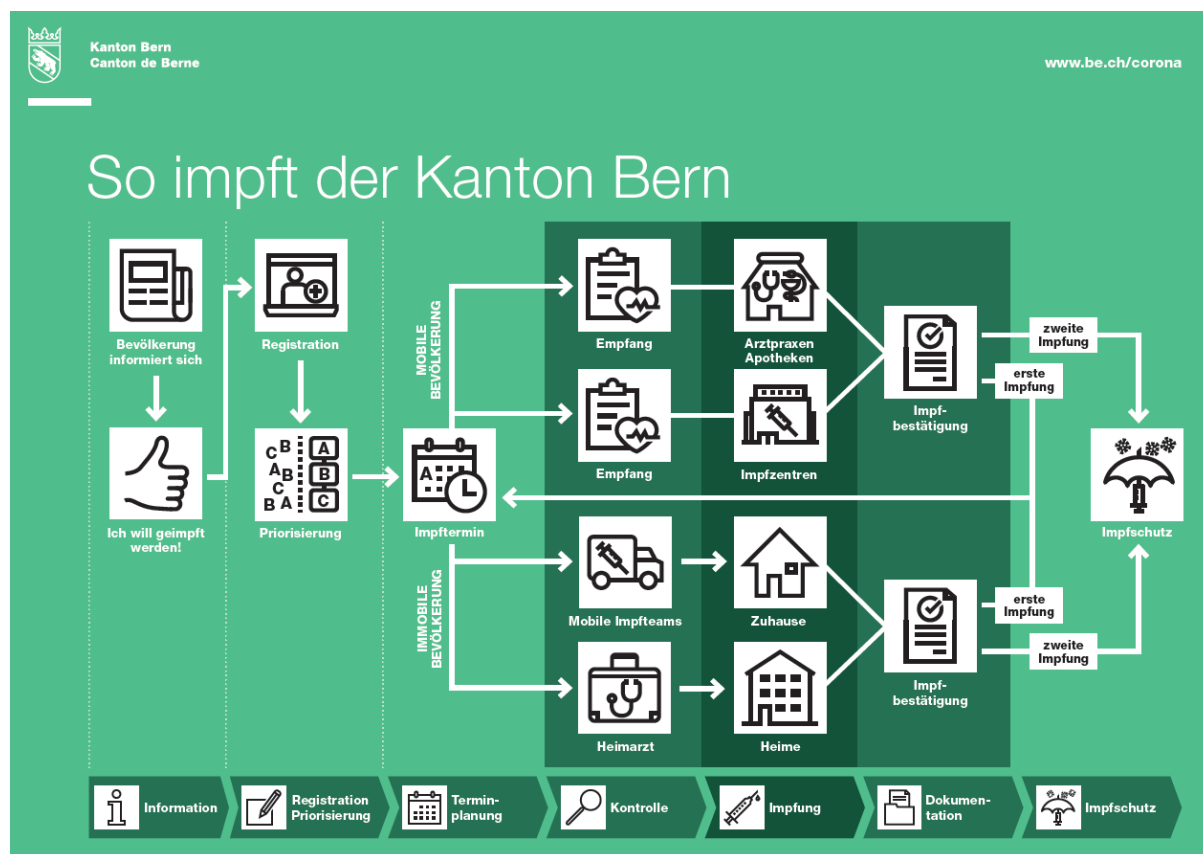 Kanton Bern
Canton de Berne
www.be.ch/corona
So impft der Kanton Bern
Bevölkerung
informiert sich
Ich will geimpft
werden!
Registration
C B
A B
C
B A
A
B
C
Priorisierung
A
Impftermin
MOBILE
BEVÖLKERUNG
IMMOBILE
BEVÖLKERUNG
Empfang
Arztpraxen
Apotheken
Empfang
Impfzentren
Impf-
bestätigung
zweite
Impfung
erste
Impfung
Impfschutz
Mobile Impfteams
Zuhause
Heimarzt
Heime
Impf-
bestätigung
erste
Impfung
zweite
Impfung
Information
Registration
Priorisierung
Termin-
planung
Kontrolle
Impfung
Dokumen-
tation
Impfschutz